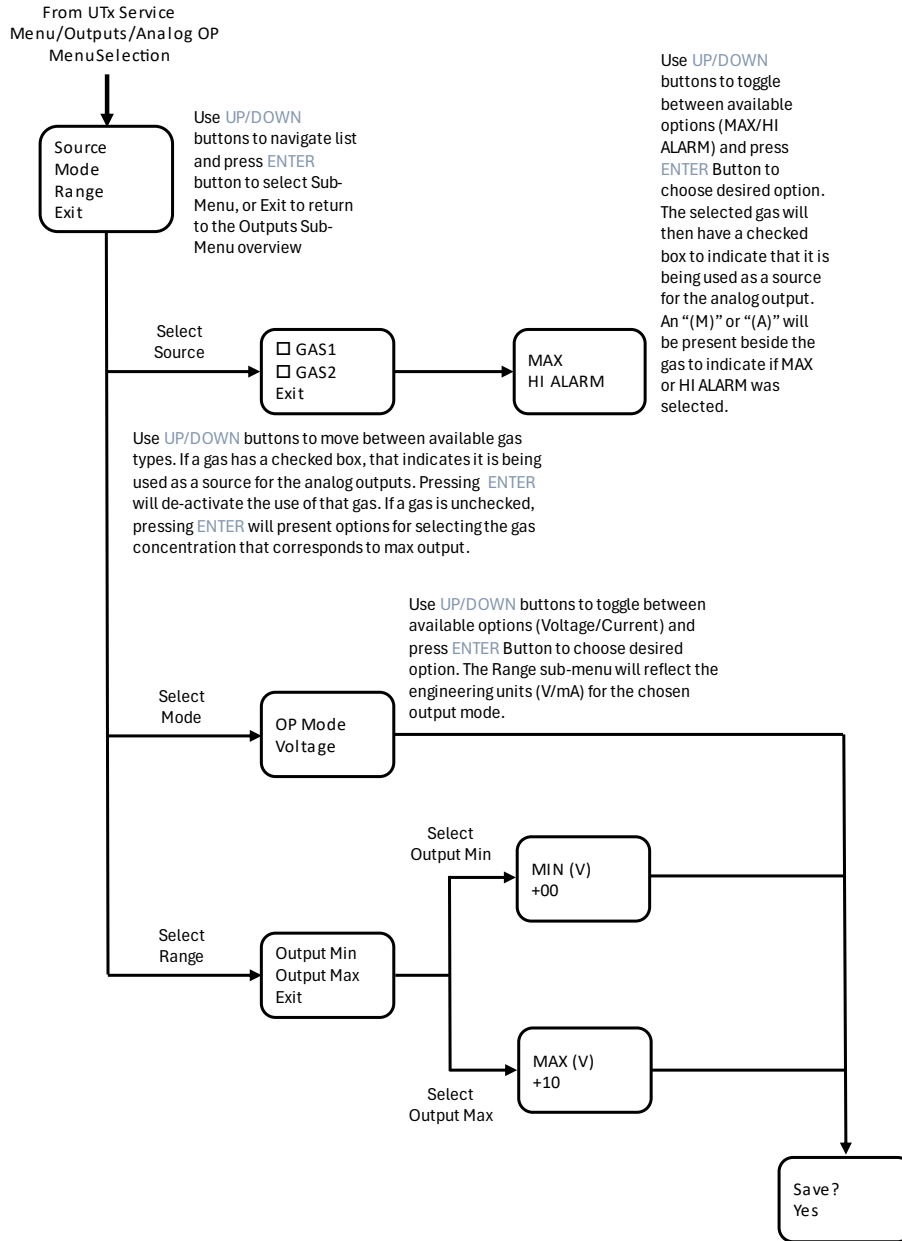 From UTx Service
Menu/Outputs/Analog OP
MenuSelection
Source
Mode
Range
Exit
Use UP/DOWN
buttons to navigate list
and press ENTER
button to select Sub-
Menu, or Exit to return
to the Outputs Sub-
Menu overview
Use UP/DOWN
buttons to toggle
between available
options (MAX/HI
ALARM) and press
ENTER Button to
choose desired option.
The selected gas will
then have a checked
box to indicate that it is
being used as a source
for the analog output.
An “(M)” or “(A)” will
be present beside the
gas to indicate if MAX
or HI ALARM was
selected.
Select
Source
☐ GAS1
☐ GAS2
Exit
MAX
HI ALARM
Use UP/DOWN buttons to move between available gas
types. If a gas has a checked box, that indicates it is being
used as a source for the analog outputs. Pressing ENTER
will de-activate the use of that gas. If a gas is unchecked,
pressing ENTER will present options for selecting the gas
concentration that corresponds to max output.
Use UP/DOWN buttons to toggle between
available options (Voltage/Current) and
press ENTER Button to choose desired
option. The Range sub-menu will reflect the
engineering units (V/mA) for the chosen
output mode.
Select
Mode
OP Mode
Voltage
Select
Output Min
MIN (V)
+00
Select
Range
Output Min
Output Max
Exit
MAX (V)
+10
Select
Output Max
Save?
Yes